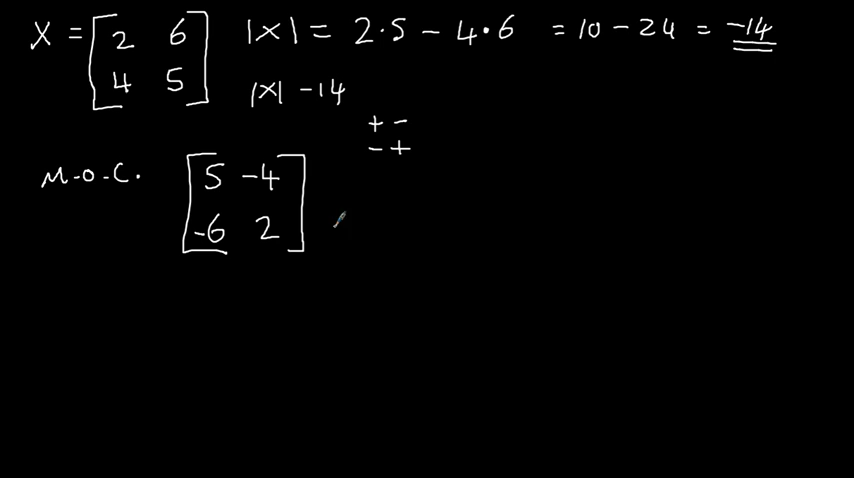 X = [2 6 |X| = 2·5 − 4·6 = 10 − 24 = −14
4 5] |X| −14
+ −
− +
M.O.C. [5 −4
−6 2]